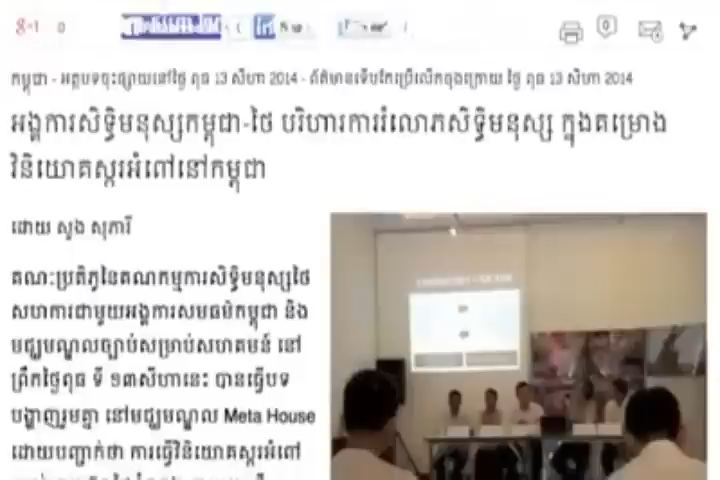 g+1 0
0
កម្ពុជា - អត្ថបទចុះផ្សាយនៅថ្ងៃ ពុធ 13 សីហា 2014 - ព័ត៌មានទើបកែប្រែលើកចុងក្រោយ ថ្ងៃ ពុធ 13 សីហា 2014
អង្គការសិទ្ធិមនុស្សកម្ពុជា-ថៃ បរិហារការរំលោភសិទ្ធិមនុស្ស ក្នុងគម្រោង
វិនិយោគស្ករអំពៅនៅកម្ពុជា
ដោយ សួង សុភារី
គណៈប្រតិភូនៃគណកម្មការសិទ្ធិមនុស្សថៃ
សហការជាមួយអង្គការសមធម៌កម្ពុជា និង
មជ្ឈមណ្ឌលច្បាប់សម្រាប់សហគមន៍ នៅ
ព្រឹកថ្ងៃពុធ ទី ១៣សីហានេះ បានធ្វើបទ
បង្ហាញរួមគ្នា នៅមជ្ឈមណ្ឌល Meta House
ដោយបញ្ជាក់ថា ការធ្វើវិនិយោគស្ករអំពៅ